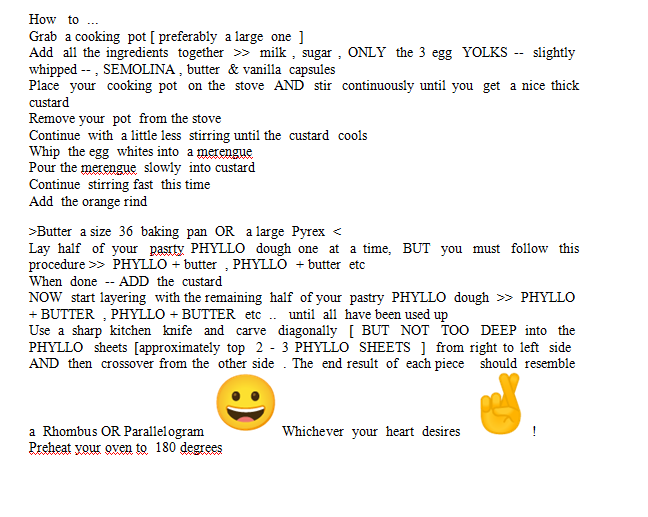 How to ...
Grab a cooking pot [ preferably a large one ]
Add all the ingredients together >> milk , sugar , ONLY the 3 egg YOLKS -- slightly
whipped -- , SEMOLINA , butter & vanilla capsules
Place your cooking pot on the stove AND stir continuously until you get a nice thick
custard
Remove your pot from the stove
Continue with a little less stirring until the custard cools
Whip the egg whites into a merengue
Pour the merengue slowly into custard
Continue stirring fast this time
Add the orange rind
>Butter a size 36 baking pan OR a large Pyrex <
Lay half of your pasrty PHYLLO dough one at a time, BUT you must follow this
procedure >> PHYLLO + butter , PHYLLO + butter etc
When done -- ADD the custard
NOW start layering with the remaining half of your pastry PHYLLO dough >> PHYLLO
+ BUTTER , PHYLLO + BUTTER etc .. until all have been used up
Use a sharp kitchen knife and carve diagonally [ BUT NOT TOO DEEP into the
PHYLLO sheets [approximately top 2 - 3 PHYLLO SHEETS ] from right to left side
AND then crossover from the other side . The end result of each piece should resemble
a Rhombus OR Parallelogram 😀 Whichever your heart desires 🤞 !
Preheat your oven to 180 degrees